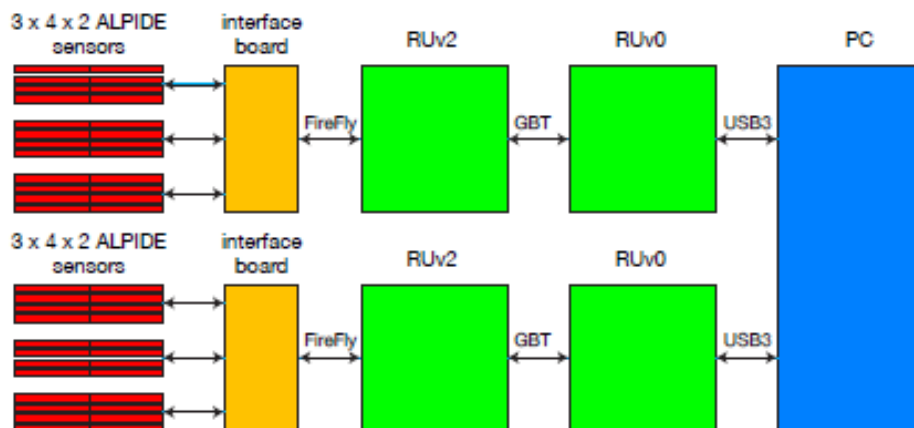 3 x 4 x 2 ALPIDE
sensors
interface
board
RUv2
RUv0
PC
FireFly
GBT
USB3
3 x 4 x 2 ALPIDE
sensors
interface
board
RUv2
RUv0
FireFly
GBT
USB3